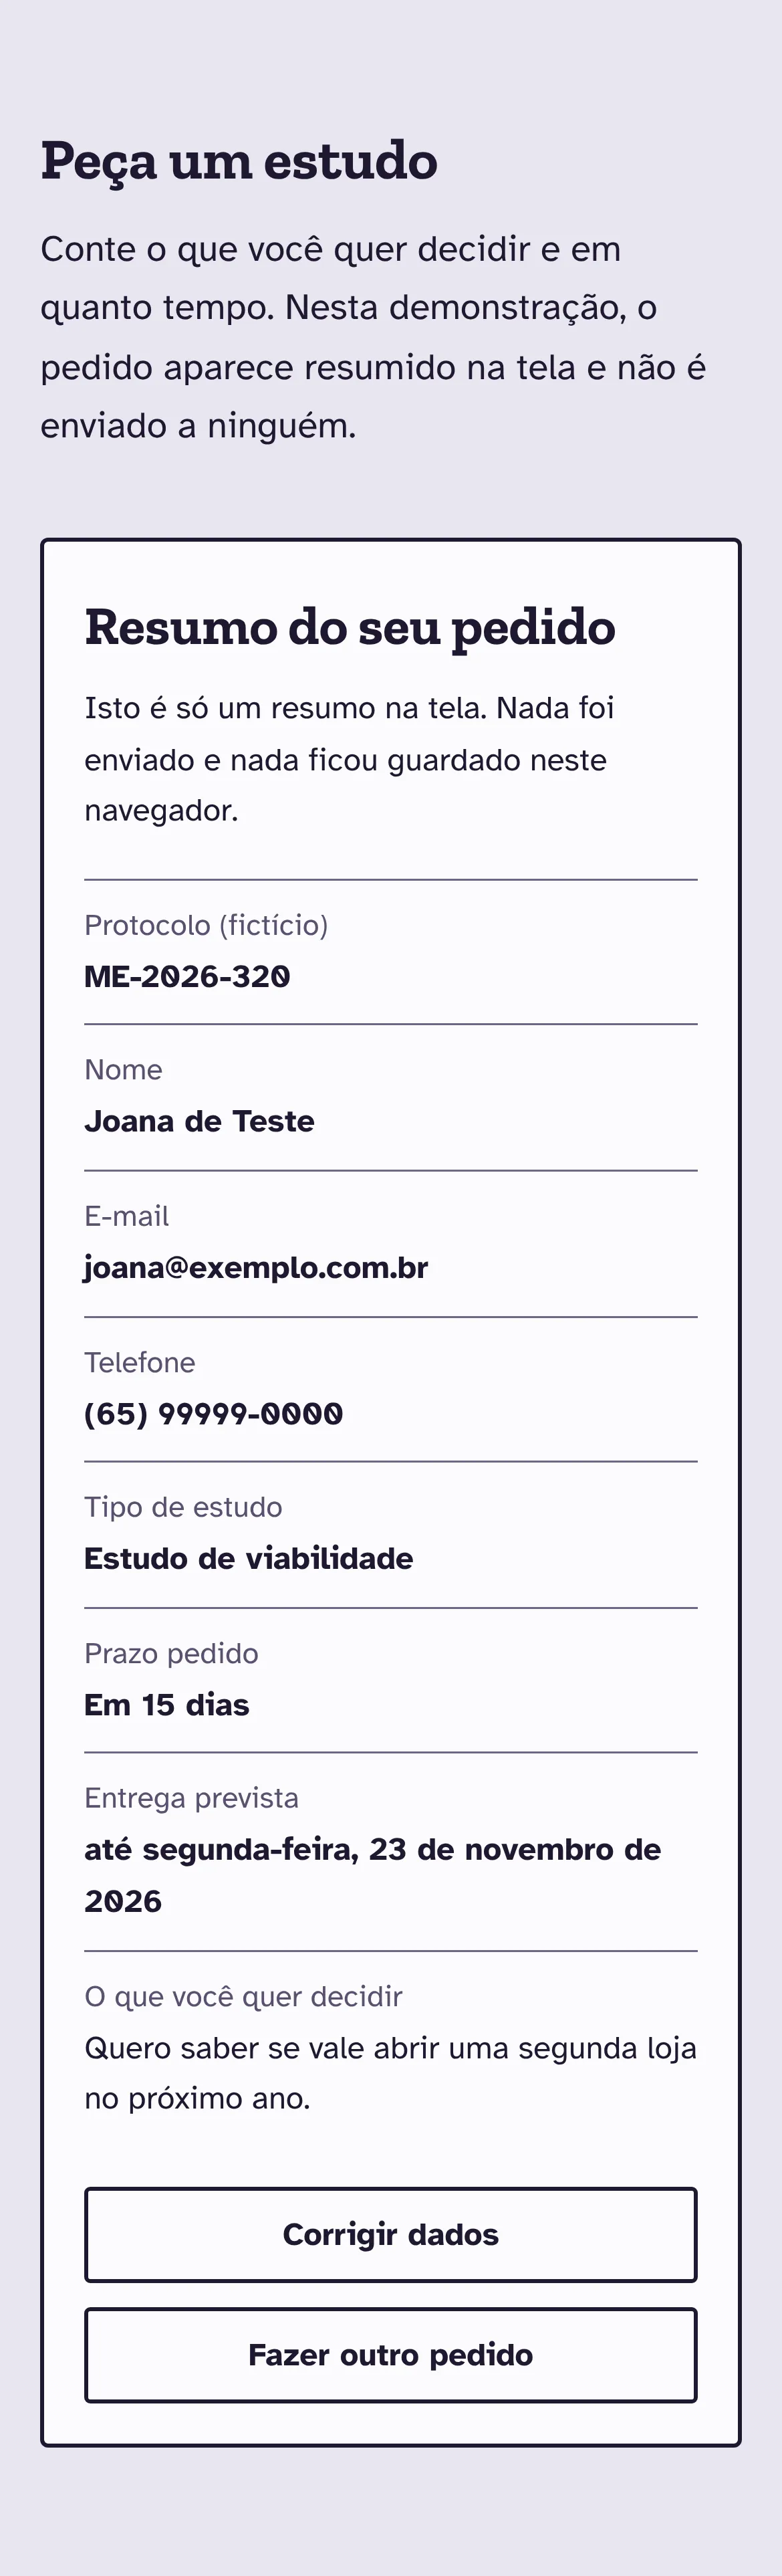 Peça um estudo
Conte o que você quer decidir e em
quanto tempo. Nesta demonstração, o
pedido aparece resumido na tela e não é
enviado a ninguém.
Resumo do seu pedido
Isto é só um resumo na tela. Nada foi
enviado e nada ficou guardado neste
navegador.
Protocolo (fictício)
ME-2026-320
Nome
Joana de Teste
E-mail
joana@exemplo.com.br
Telefone
(65) 99999-0000
Tipo de estudo
Estudo de viabilidade
Prazo pedido
Em 15 dias
Entrega prevista
até segunda-feira, 23 de novembro de
2026
O que você quer decidir
Quero saber se vale abrir uma segunda loja
no próximo ano.
Corrigir dados
Fazer outro pedido